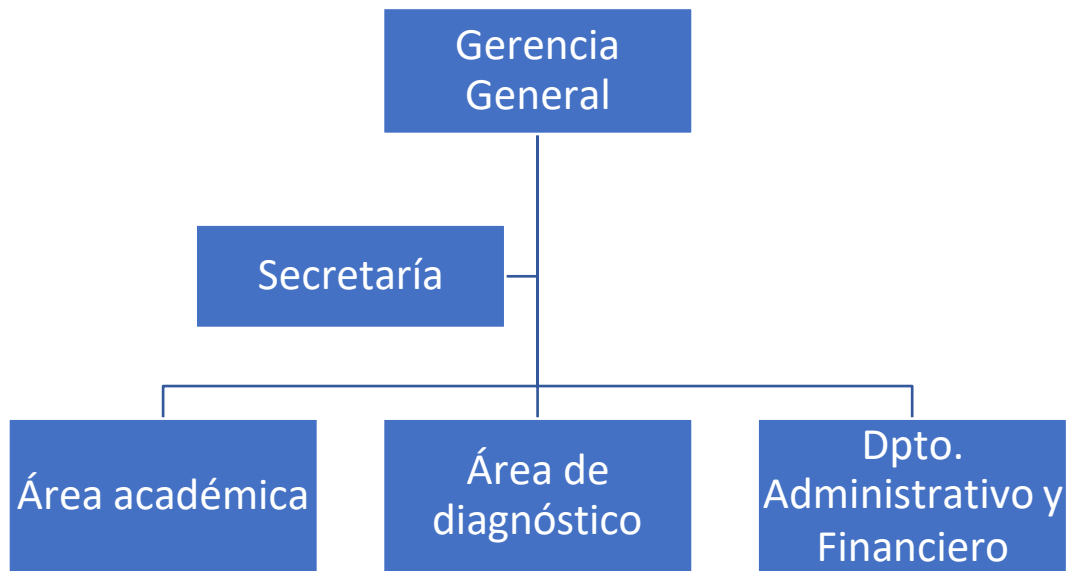 Gerencia
General
Secretaría
Área académica
Área de
diagnóstico
Dpto.
Administrativo y
Financiero